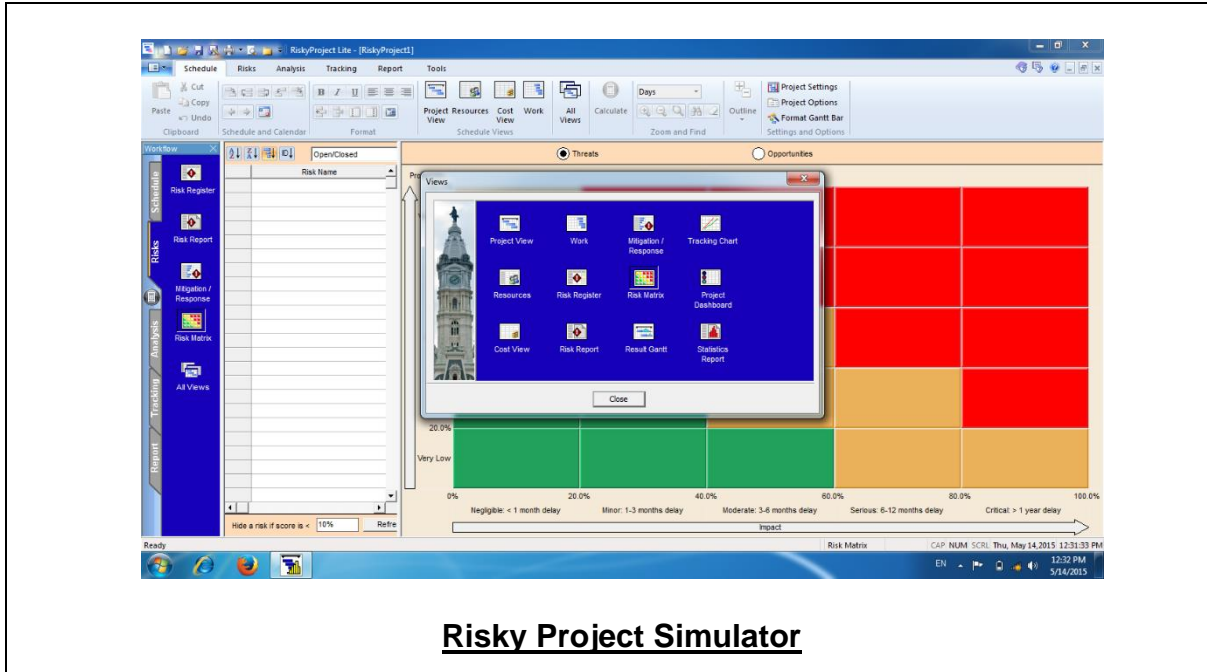 RiskyProject Lite - [RiskyProject1]
Schedule Risks Analysis Tracking Report Tools
Cut
Copy
Paste
Undo
Clipboard
Schedule and Calendar
B I U
Format
Project View
Resources
Cost View
Work
Schedule Views
All Views
Calculate
Days
Zoom and Find
Outline
Project Settings
Project Options
Format Gantt Bar
Settings and Options
Workflow
Schedule
Risks
Analysis
Tracking
Report
Risk Register
Risk Report
Mitigation /
Response
Risk Matrix
All Views
Open/Closed
Risk Name
Threats
Opportunities
Views
Project View
Work
Mitigation /
Response
Tracking Chart
Resources
Risk Register
Risk Matrix
Project
Dashboard
Cost View
Risk Report
Result Gantt
Statistics
Report
Close
20.0%
Very Low
0% 20.0% 40.0% 60.0% 80.0% 100.0%
Negligible: < 1 month delay
Minor: 1-3 months delay
Moderate: 3-6 months delay
Serious: 6-12 months delay
Critical: > 1 year delay
Impact
Hide a risk if score is < 10% Refre
Ready
Risk Matrix
CAP NUM SCRL Thu, May 14,2015 12:31:33 PM
EN
12:32 PM
5/14/2015
Risky Project Simulator